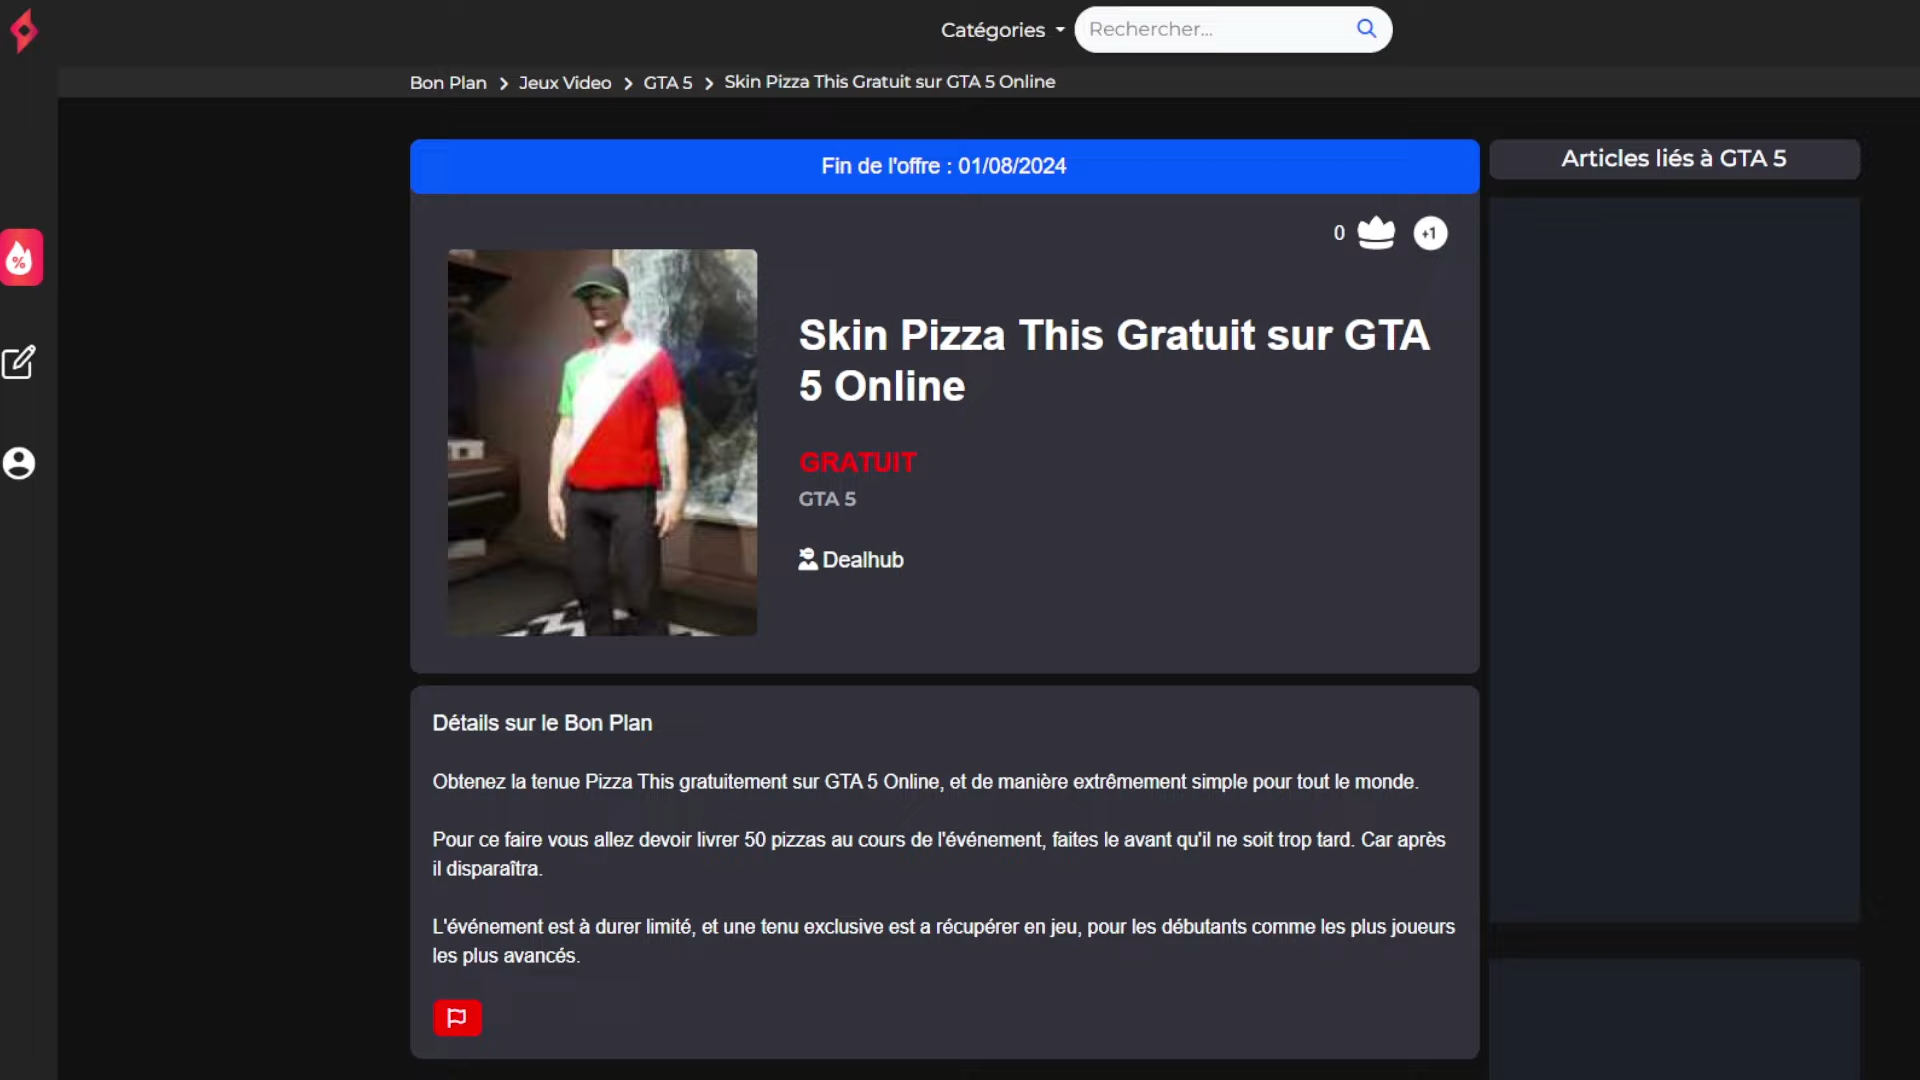 Catégories
Rechercher...
Bon Plan > Jeux Video > GTA 5 > Skin Pizza This Gratuit sur GTA 5 Online
Fin de l'offre : 01/08/2024
Articles liés à GTA 5
0
+1
%
Skin Pizza This Gratuit sur GTA
5 Online
GRATUIT
GTA 5
Dealhub
Détails sur le Bon Plan
Obtenez la tenue Pizza This gratuitement sur GTA 5 Online, et de manière extrêmement simple pour tout le monde.
Pour ce faire vous allez devoir livrer 50 pizzas au cours de l'événement, faites le avant qu'il ne soit trop tard. Car après
il disparaîtra.
L'événement est à durer limité, et une tenu exclusive est a récupérer en jeu, pour les débutants comme les plus joueurs
les plus avancés.